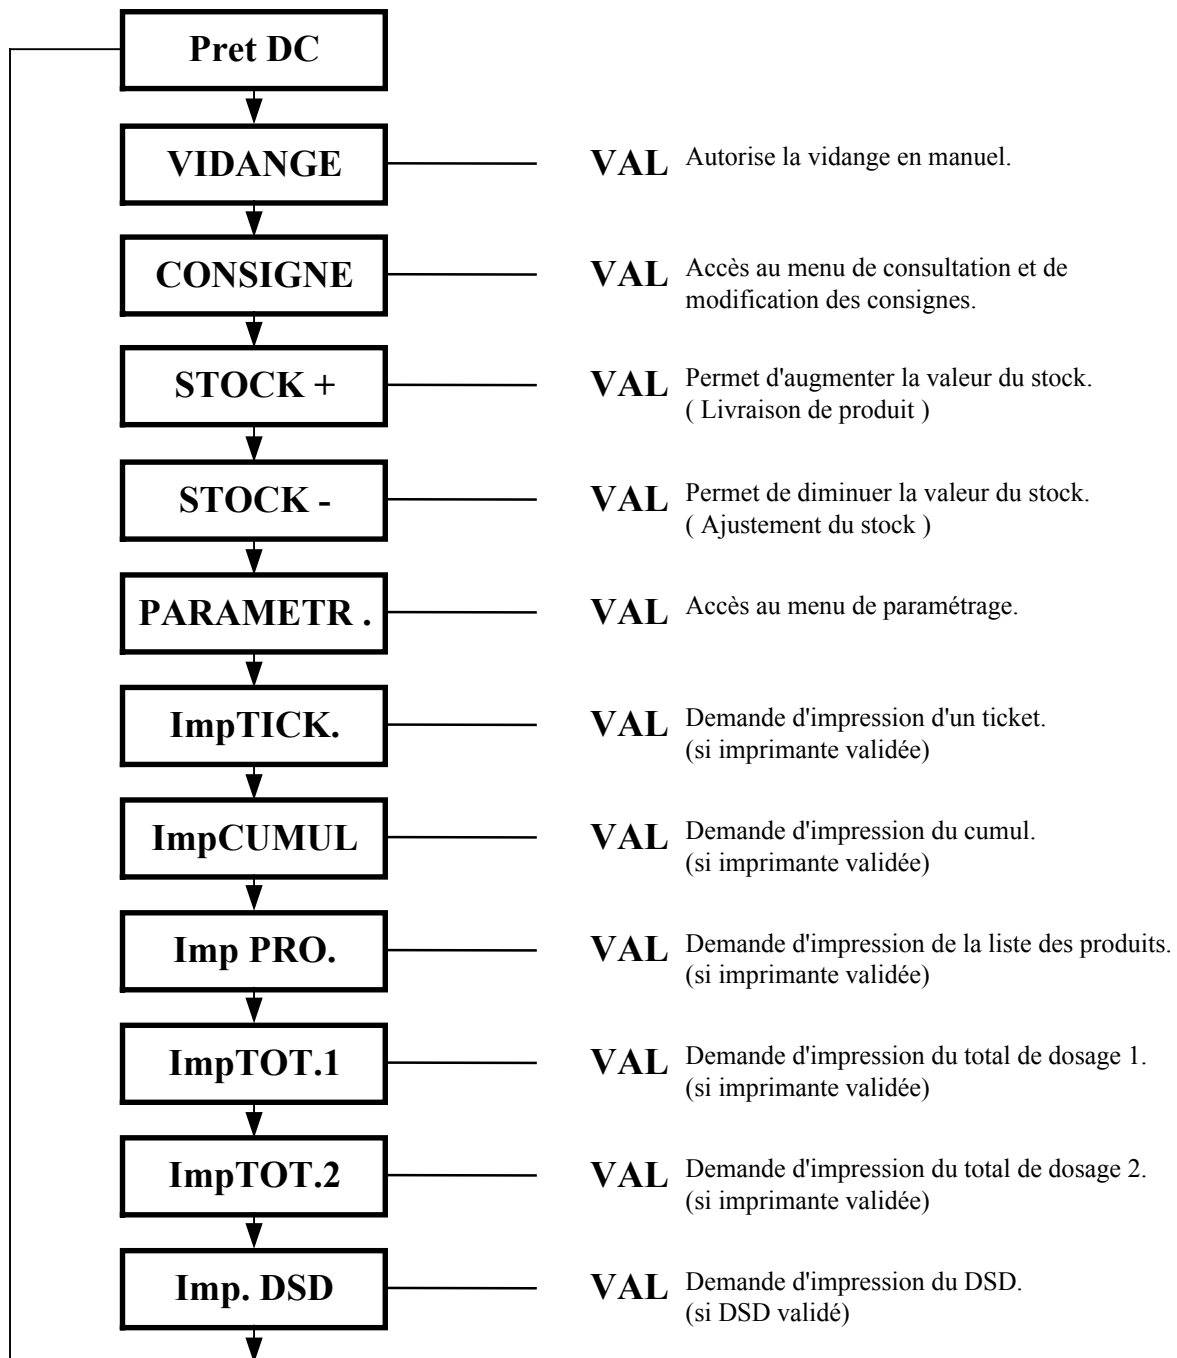 Pret DC
VIDANGE
VAL Autorise la vidange en manuel.
CONSIGNE
VAL Accès au menu de consultation et de
modification des consignes.
STOCK +
VAL Permet d'augmenter la valeur du stock.
( Livraison de produit )
STOCK -
VAL Permet de diminuer la valeur du stock.
( Ajustement du stock )
PARAMETR .
VAL Accès au menu de paramétrage.
ImpTICK.
VAL Demande d'impression d'un ticket.
(si imprimante validée)
ImpCUMUL
VAL Demande d'impression du cumul.
(si imprimante validée)
Imp PRO.
VAL Demande d'impression de la liste des produits.
(si imprimante validée)
ImpTOT.1
VAL Demande d'impression du total de dosage 1.
(si imprimante validée)
ImpTOT.2
VAL Demande d'impression du total de dosage 2.
(si imprimante validée)
Imp. DSD
VAL Demande d'impression du DSD.
(si DSD validé)